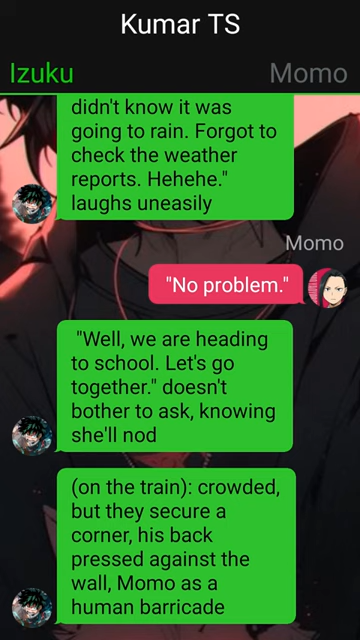 Kumar TS
Izuku
Momo
didn't know it was
going to rain. Forgot to
check the weather
reports. Hehehe."
laughs uneasily
Momo
"No problem."
"Well, we are heading
to school. Let's go
together." doesn't
bother to ask, knowing
she'll nod
(on the train): crowded,
but they secure a
corner, his back
pressed against the
wall, Momo as a
human barricade